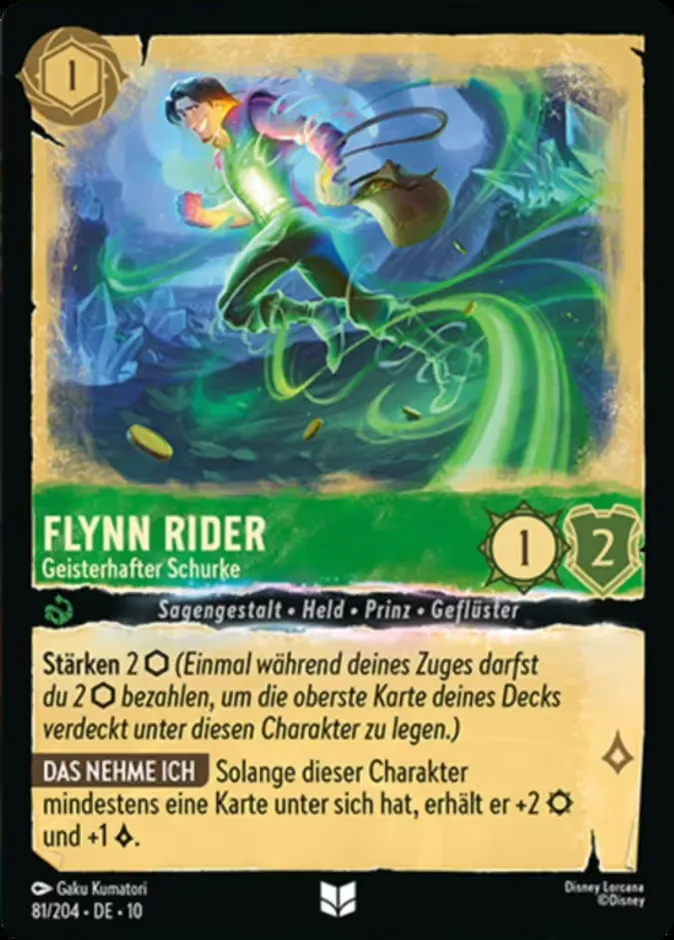 1
FLYNN RIDER
Geisterhafter Schurke
1
2
Sagengestalt • Held • Prinz • Geflüster
Stärken 2 ⬡ (Einmal während deines Zuges darfst
du 2 ⬡ bezahlen, um die oberste Karte deines Decks
verdeckt unter diesen Charakter zu legen.)
DAS NEHME ICH Solange dieser Charakter
mindestens eine Karte unter sich hat, erhält er +2 ¤
und +1 ◊.
Gaku Kumatori
81/204 • DE • 10
Disney Lorcana
©Disney